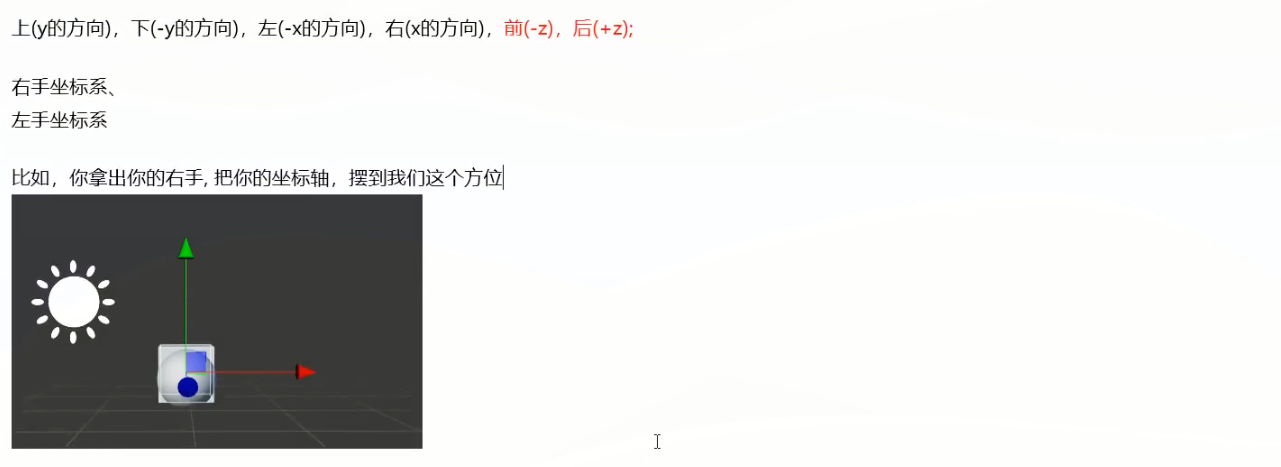 上(y的方向)，下(-y的方向)，左(-x的方向)，右(x的方向)，前(-z)，后(+z);
右手坐标系、
左手坐标系
比如，你拿出你的右手, 把你的坐标轴，摆到我们这个方位